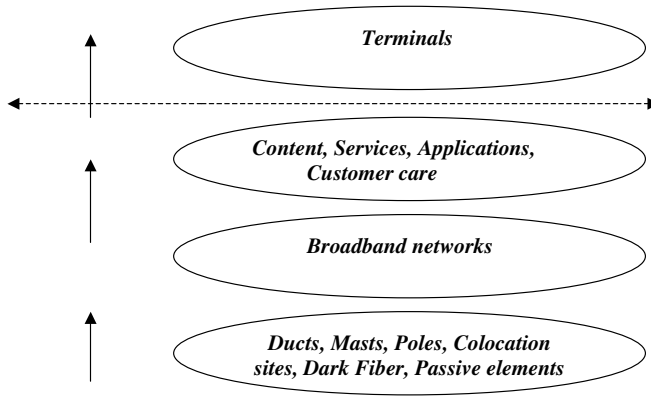 Terminals
Content, Services, Applications,
Customer care
Broadband networks
Ducts, Masts, Poles, Colocation
sites, Dark Fiber, Passive elements